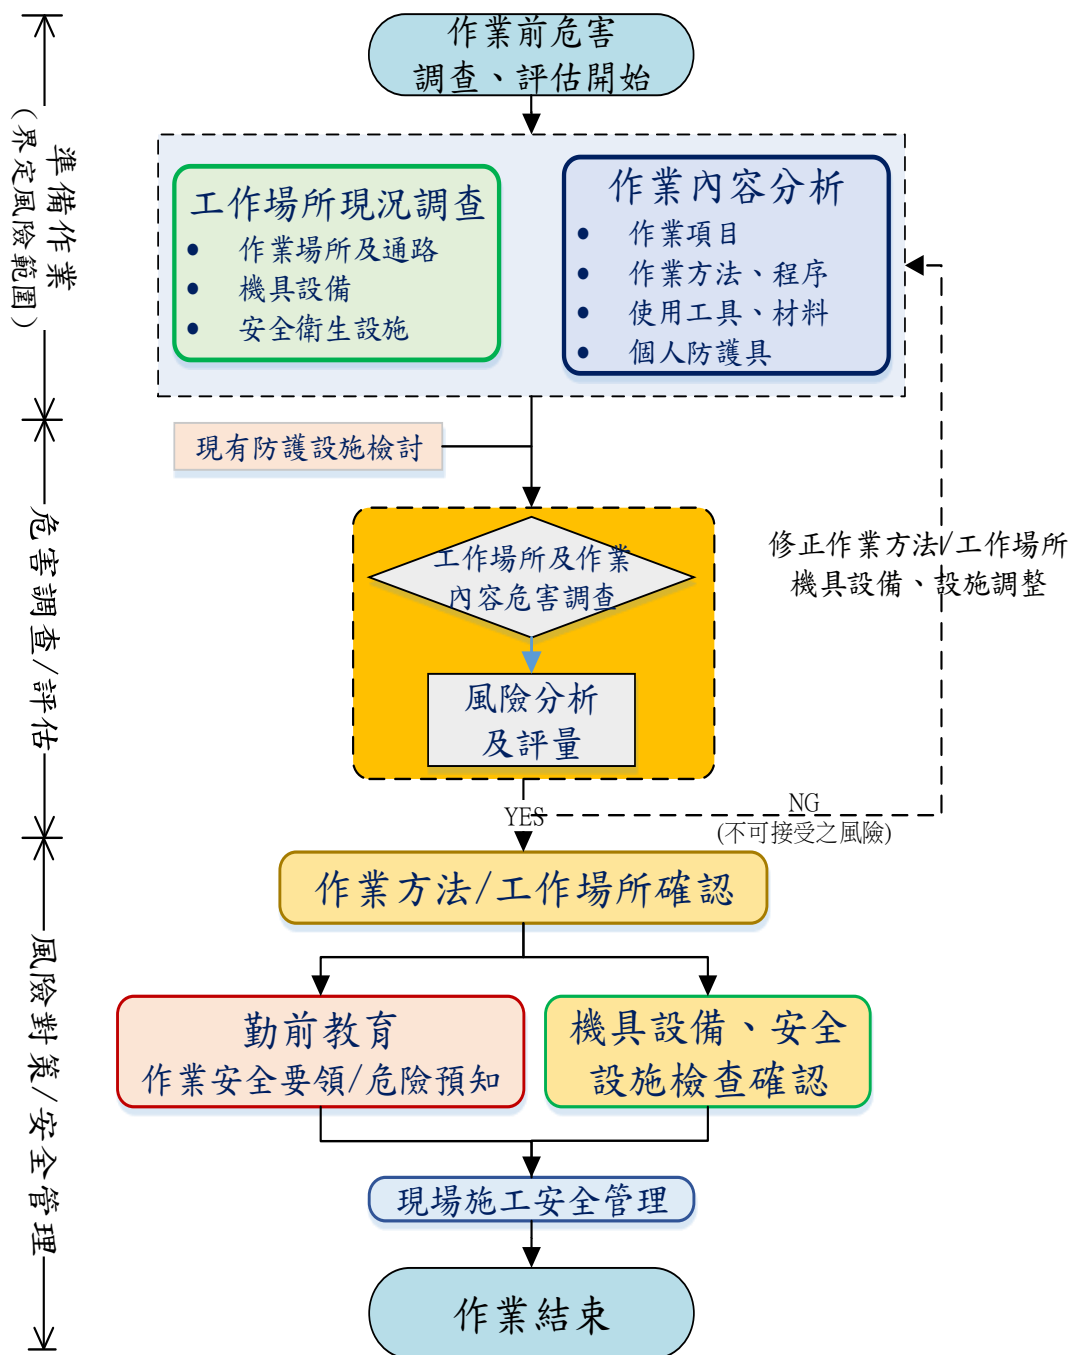 作業前危害
調查、評估開始
準備作業
(界定風險範圍)
工作場所現況調查
• 作業場所及通路
• 機具設備
• 安全衛生設施
作業內容分析
• 作業項目
• 作業方法、程序
• 使用工具、材料
• 個人防護具
現有防護設施檢討
危害調查/評估
工作場所及作業
內容危害調查
風險分析
及評量
修正作業方法/工作場所
機具設備、設施調整
YES
NG
(不可接受之風險)
作業方法/工作場所確認
風險對策/安全管理
勤前教育
作業安全要領/危險預知
機具設備、安全
設施檢查確認
現場施工安全管理
作業結束